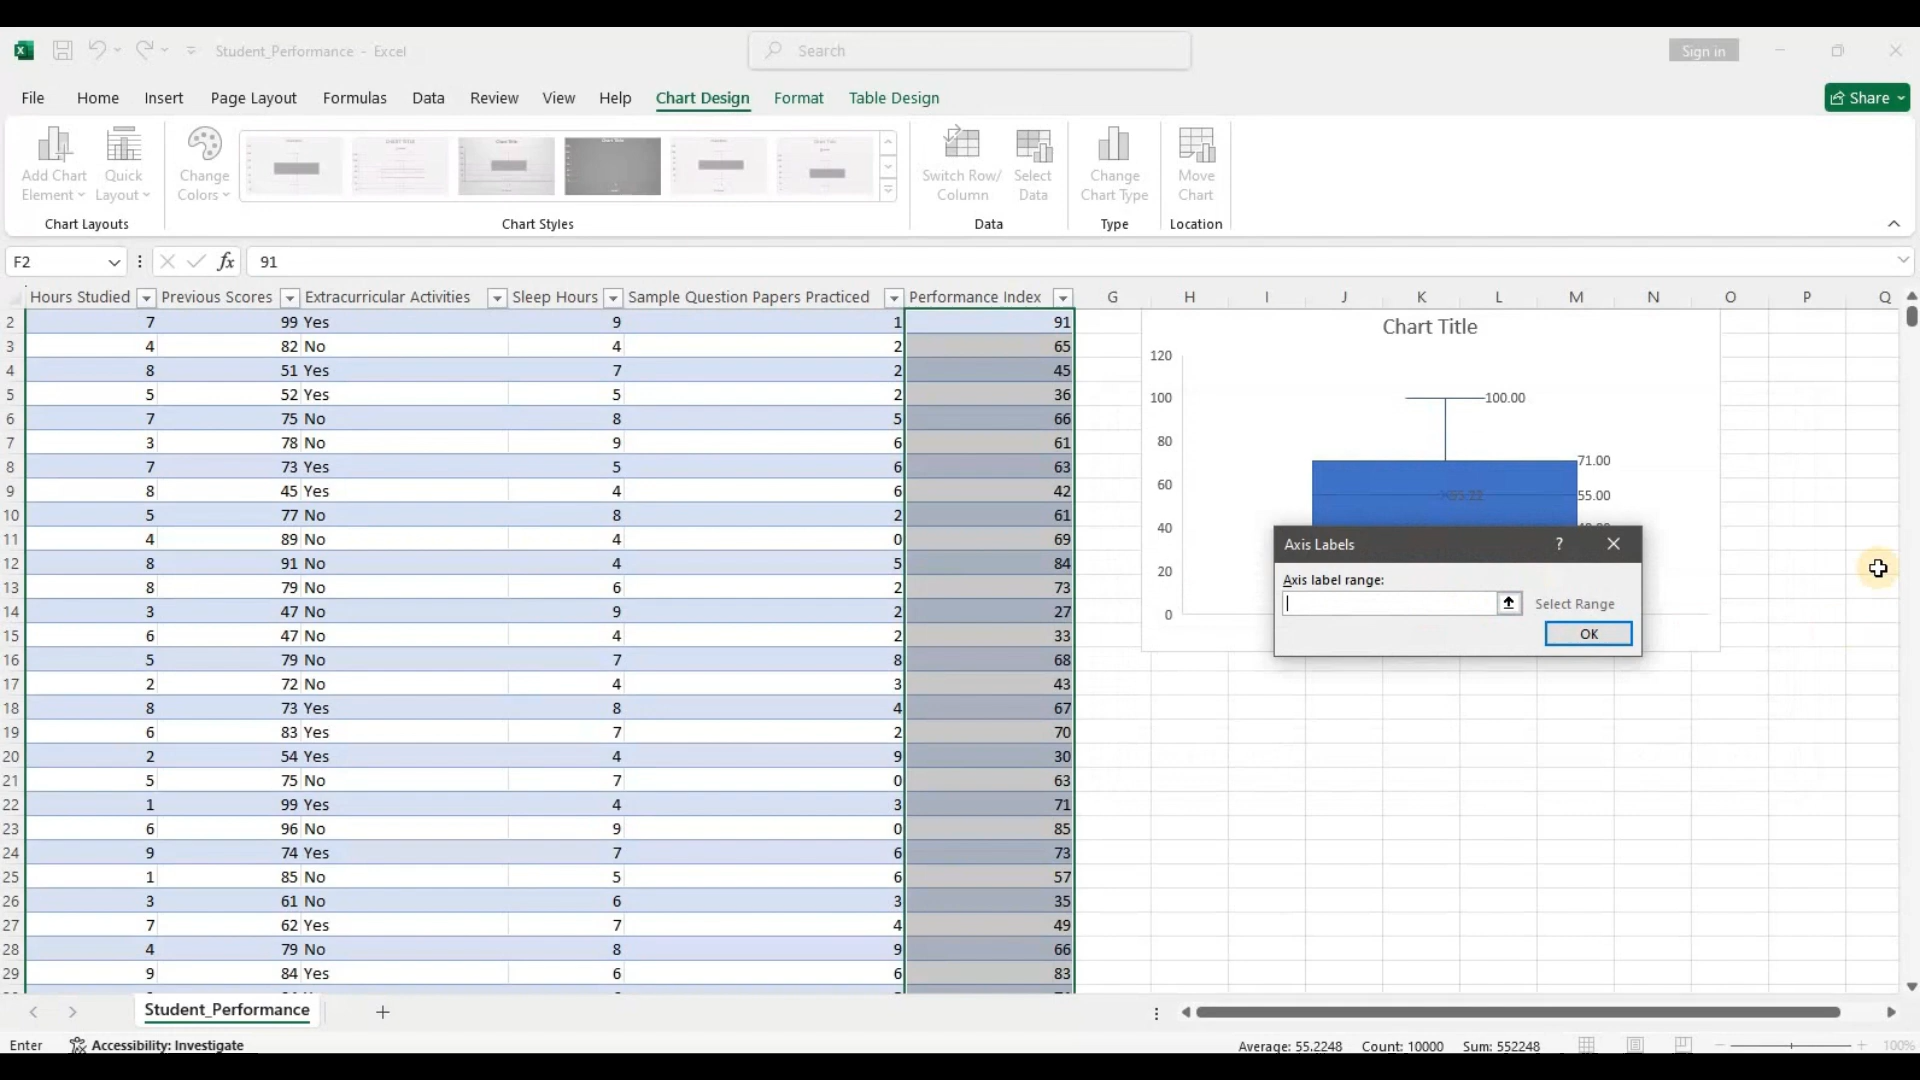 Student_Performance - Excel
Search
Sign in
File Home Insert Page Layout Formulas Data Review View Help Chart Design Format Table Design
Share
Add Chart Element
Quick Layout
Change Colors
Switch Row/ Column
Select Data
Change Chart Type
Move Chart
Chart Layouts Chart Styles Data Type Location
F2 fx 91
Hours Studied Previous Scores Extracurricular Activities Sleep Hours Sample Question Papers Practiced Performance Index G H I J K L M N O P Q
2 7 99 Yes 9 1 91
3 4 82 No 4 2 65
4 8 51 Yes 7 2 45
5 5 52 Yes 5 2 36
6 7 75 No 8 5 66
7 3 78 No 9 6 61
8 7 73 Yes 5 6 63
9 8 45 Yes 4 6 42
10 5 77 No 8 2 61
11 4 89 No 4 0 69
12 8 91 No 4 5 84
13 8 79 No 6 2 73
14 3 47 No 9 2 27
15 6 47 No 4 2 33
16 5 79 No 7 8 68
17 2 72 No 4 3 43
18 8 73 Yes 8 4 67
19 6 83 Yes 7 2 70
20 2 54 Yes 4 9 30
21 5 75 No 7 0 63
22 1 99 Yes 4 3 71
23 6 96 No 9 0 85
24 9 74 Yes 7 6 73
25 1 85 No 5 6 57
26 3 61 No 6 3 35
27 7 62 Yes 7 4 49
28 4 79 No 8 9 66
29 9 84 Yes 6 6 83
Chart Title
120
100 100.00
80
71.00
60 55.00
40
20
0
Axis Labels ?
Axis label range:
Select Range
OK
Student_Performance
Enter Accessibility: Investigate Average: 55.2248 Count: 10000 Sum: 552248 100%